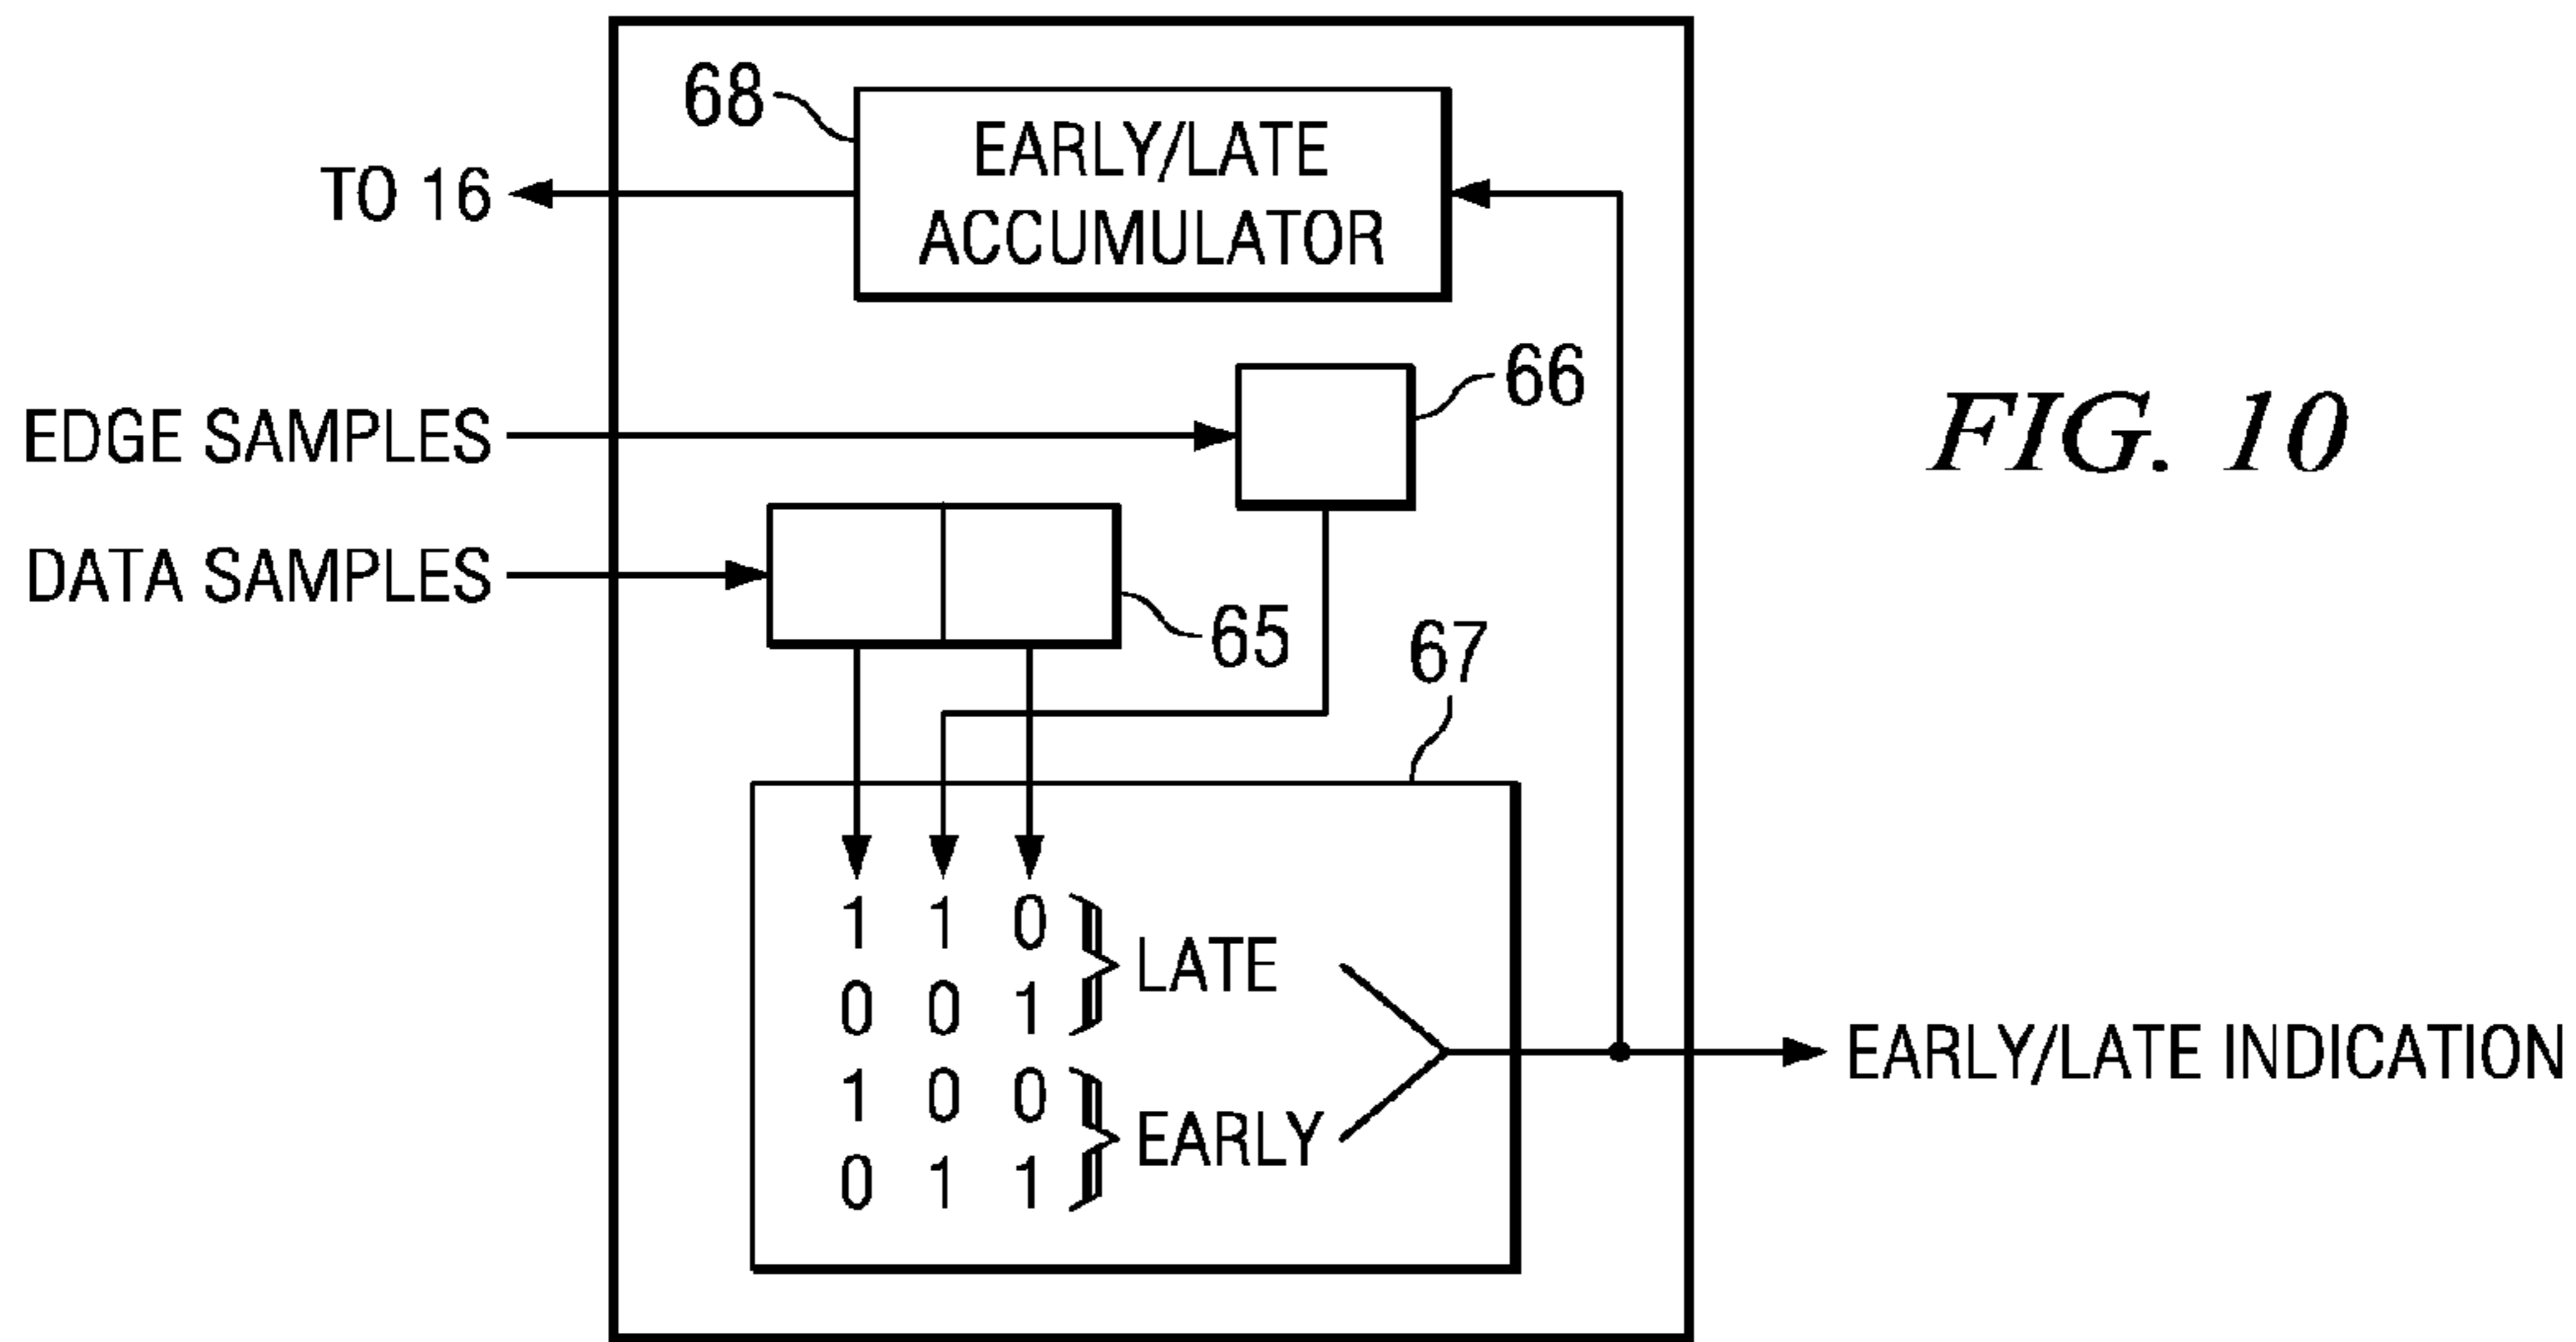 68
EARLY/LATE
ACCUMULATOR
TO 16
66
EDGE SAMPLES
FIG. 10
DATA SAMPLES
65
67
1 1 0
LATE
0 0 1
EARLY/LATE INDICATION
1 0 0
EARLY
0 1 1